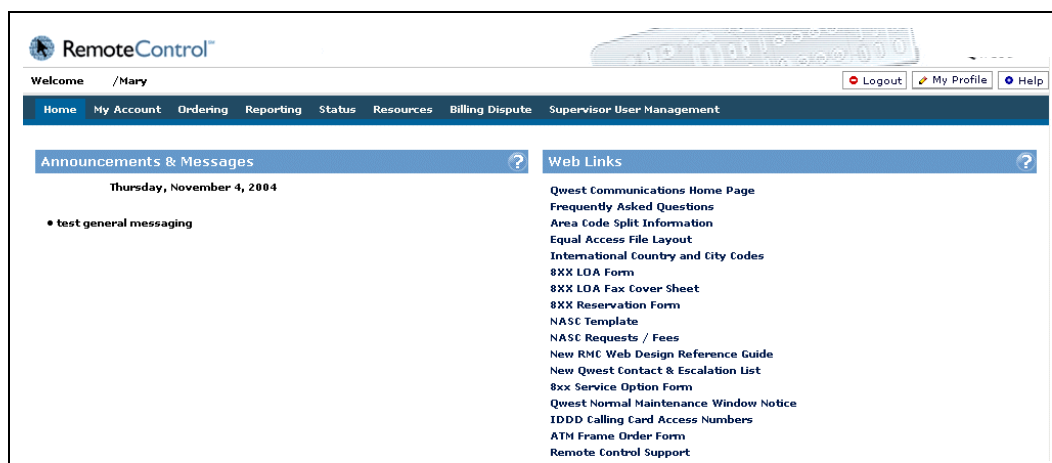 RemoteControl™
Welcome /Mary
Logout My Profile Help
Home My Account Ordering Reporting Status Resources Billing Dispute Supervisor User Management
Announcements & Messages ?
Thursday, November 4, 2004
• test general messaging
Web Links ?
Qwest Communications Home Page
Frequently Asked Questions
Area Code Split Information
Equal Access File Layout
International Country and City Codes
8XX LOA Form
8XX LOA Fax Cover Sheet
8XX Reservation Form
NASC Template
NASC Requests / Fees
New RMC Web Design Reference Guide
New Qwest Contact & Escalation List
8xx Service Option Form
Qwest Normal Maintenance Window Notice
IDDD Calling Card Access Numbers
ATM Frame Order Form
Remote Control Support